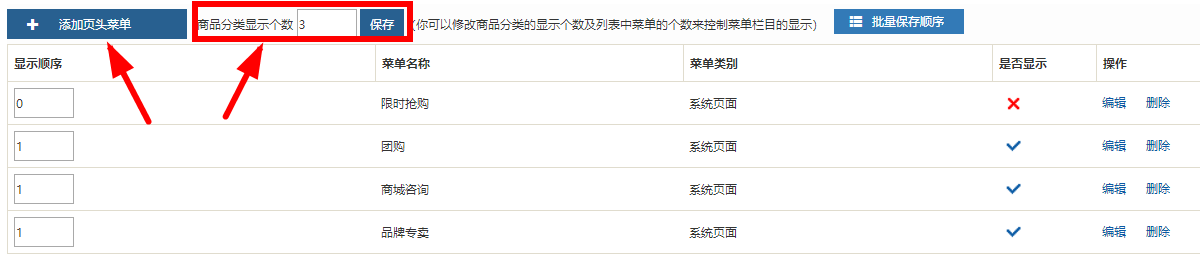 添加页头菜单 商品分类显示个数 3 保存 (你可以修改商品分类的显示个数及列表中菜单的个数来控制菜单栏目的显示) 批量保存顺序
显示顺序 菜单名称 菜单类别 是否显示 操作
0 限时抢购 系统页面 编辑 删除
1 团购 系统页面 编辑 删除
1 商城咨询 系统页面 编辑 删除
1 品牌专卖 系统页面 编辑 删除